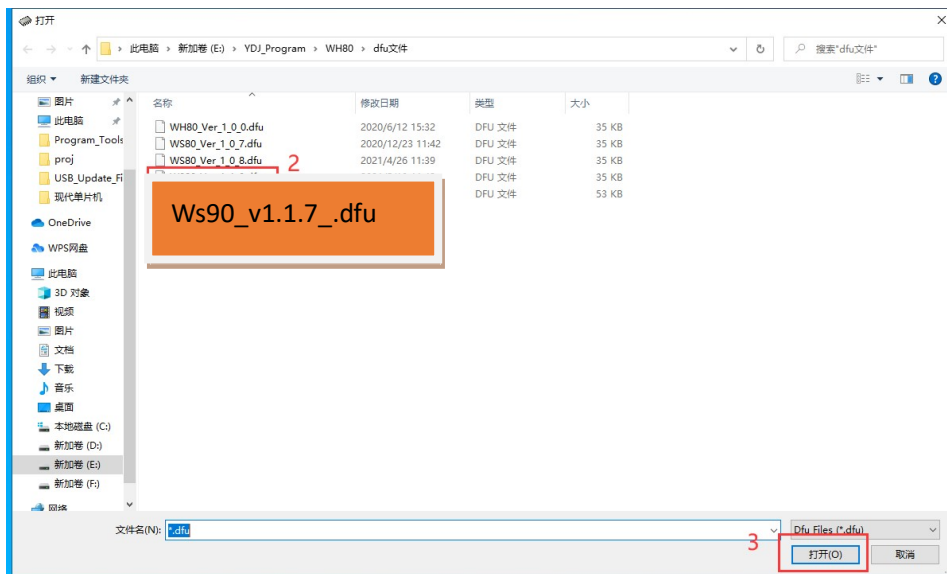 打开
此电脑 › 新加卷 (E:) › YDJ_Program › WH80 › dfu文件
搜索"dfu文件"
组织 新建文件夹
图片
此电脑
Program_Tools
proj
USB_Update_Fi
现代单片机
OneDrive
WPS网盘
此电脑
3D 对象
视频
图片
文档
下载
音乐
桌面
本地磁盘 (C:)
新加卷 (D:)
新加卷 (E:)
新加卷 (F:)
网络
名称 修改日期 类型 大小
WH80_Ver_1_0_0.dfu 2020/6/12 15:32 DFU 文件 35 KB
WS80_Ver_1_0_7.dfu 2020/12/23 11:42 DFU 文件 35 KB
WS80_Ver_1_0_8.dfu 2021/4/26 11:39 DFU 文件 35 KB
2
DFU 文件 35 KB
DFU 文件 53 KB
Ws90_v1.1.7_.dfu
文件名(N): *.dfu
Dfu Files (*.dfu)
3
打开(O) 取消